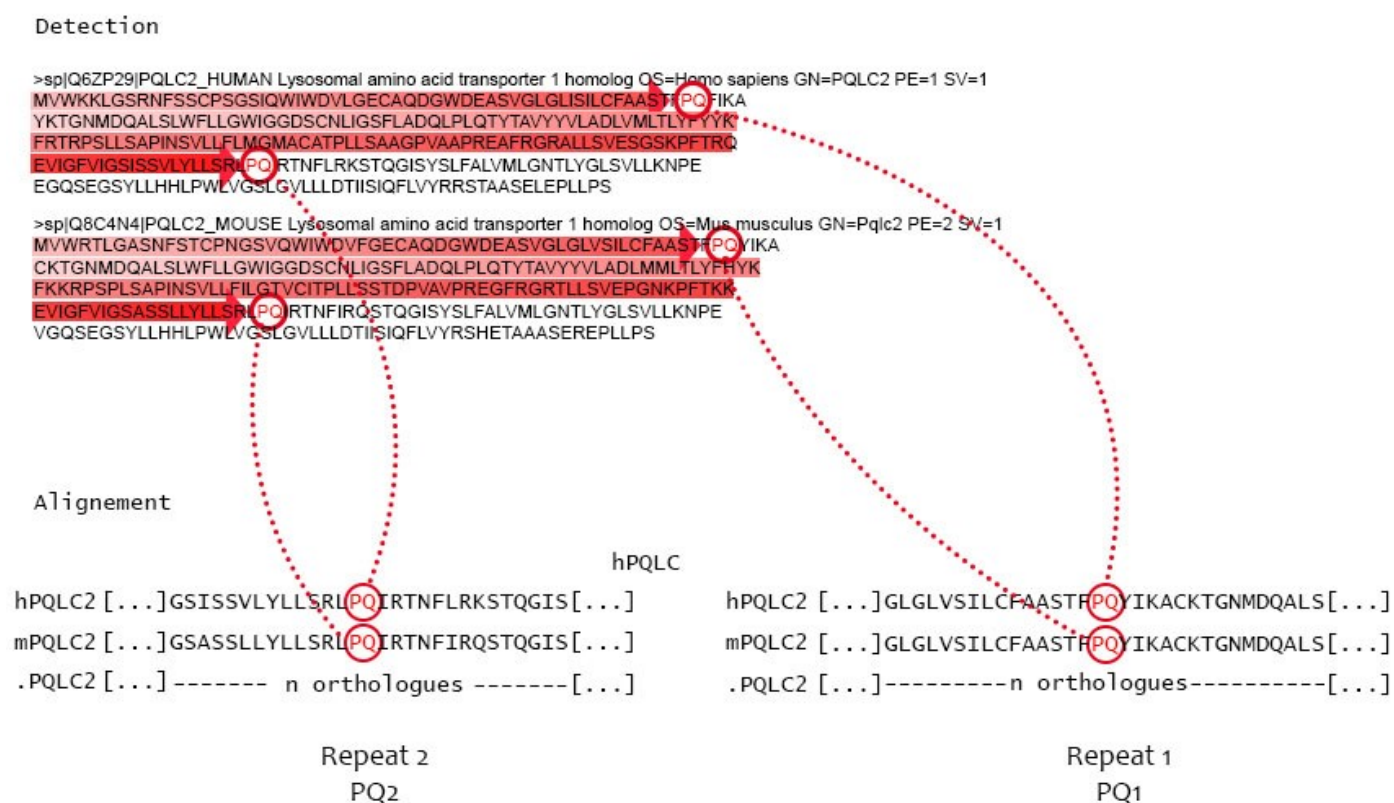 Detection
>sp|Q6ZP29|PQLC2_HUMAN Lysosomal amino acid transporter 1 homolog OS=Homo sapiens GN=PQLC2 PE=1 SV=1
MVWKKLGSRNFSSCPSGSIQWIWDVLGECAQDGWDEASVGLGLISILCFAASTFPQFIKA
YKTGNMDQALSLWFLLGWIGGDSCNLIGSFLADQLPLQTYTAVYYVLADLVMLTLYFYYK
FRTRPSLLSAPINSVLLFLMGMACATPLLSAAGPVAAPREAFRGRALLSVESGSKPFTRQ
EVIGFVIGSISSVLYLLSRLPQIRTNFLRKSTQGISYSLFALVMLGNTLYGLSVLLKNPE
EGQSEGSYLLHHLPWLVGSLGVLLLDTIISIQFLVYRRSTAASELEPLLPS
>sp|Q8C4N4|PQLC2_MOUSE Lysosomal amino acid transporter 1 homolog OS=Mus musculus GN=Pqlc2 PE=2 SV=1
MVWRTLGASNFSTCPNGSVQWIWDVFGECAQDGWDEASVGLGLVSILCFAASTFPQYIKA
CKTGNMDQALSLWFLLGWIGGDSCNLIGSFLADQLPLQTYTAVYYVLADLMMLTLYFHYK
FKKRPSPLSAPINSVLLFILGTVCITPLLSSTDPVAVPREGFRGRTLLSVEPGNKPFTKK
EVIGFVIGSASSLLYLLSRLPQIRTNFIRQSTQGISYSLFALVMLGNTLYGLSVLLKNPE
VGQSEGSYLLHHLPWLVGSLGVLLLDTIISIQFLVYRSHETAAASEREPLLPS
Alignement
hPQLC
hPQLC2 [...]GSISSVLYLLSRLPQIRTNFLRKSTQGIS[...]
mPQLC2 [...]GSASSLLYLLSRLPQIRTNFIRQSTQGIS[...]
.PQLC2 [...]------- n orthologues -------[...]
Repeat 2
PQ2
hPQLC2 [...]GLGLVSILCFAASTFPQYIKACKTGNMDQALS[...]
mPQLC2 [...]GLGLVSILCFAASTFPQYIKACKTGNMDQALS[...]
.PQLC2 [...]---------n orthologues----------[...]
Repeat 1
PQ1